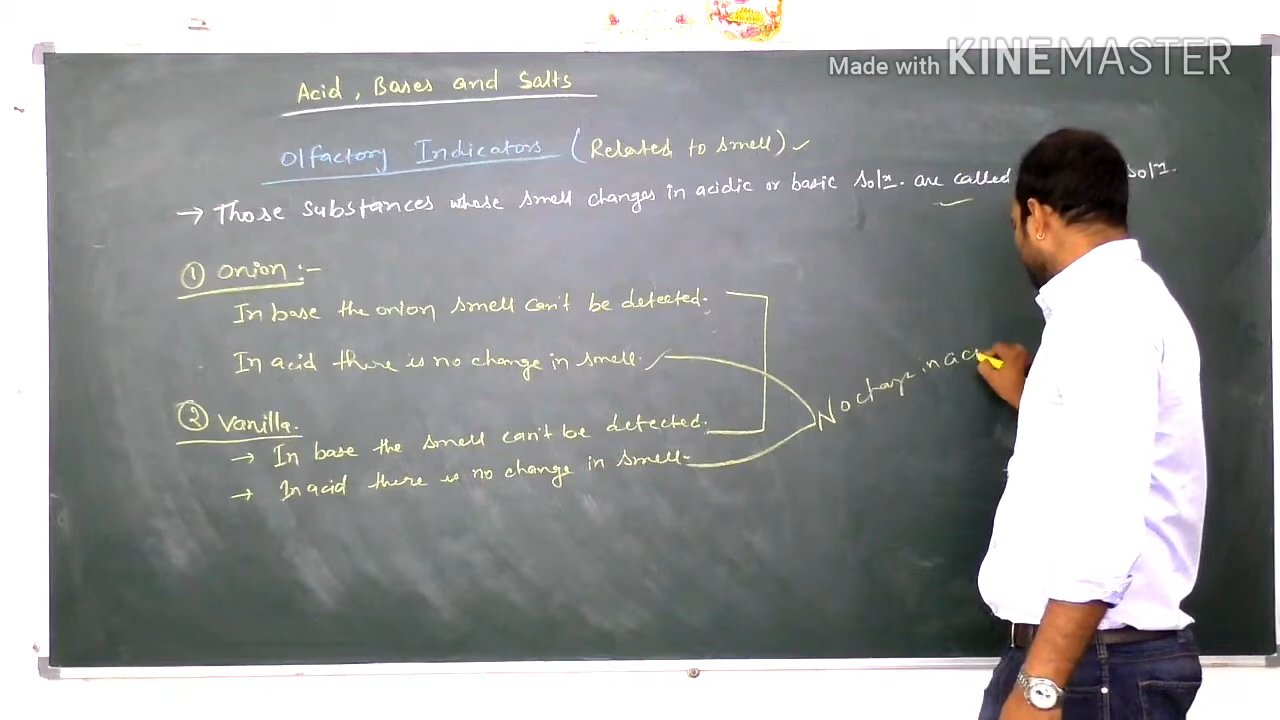 Made with KINEMASTER
Acid, Bases and Salts
Olfactory Indicators (Related to smell) ✓
→ Those substances whose smell changes in acidic or basic solⁿ. are called solⁿ.
① Onion :-
In base the onion smell can't be detected.
In acid there is no change in smell.
② Vanilla.
→ In base the smell can't be detected.
→ In acid there is no change in smell.
No change in ac